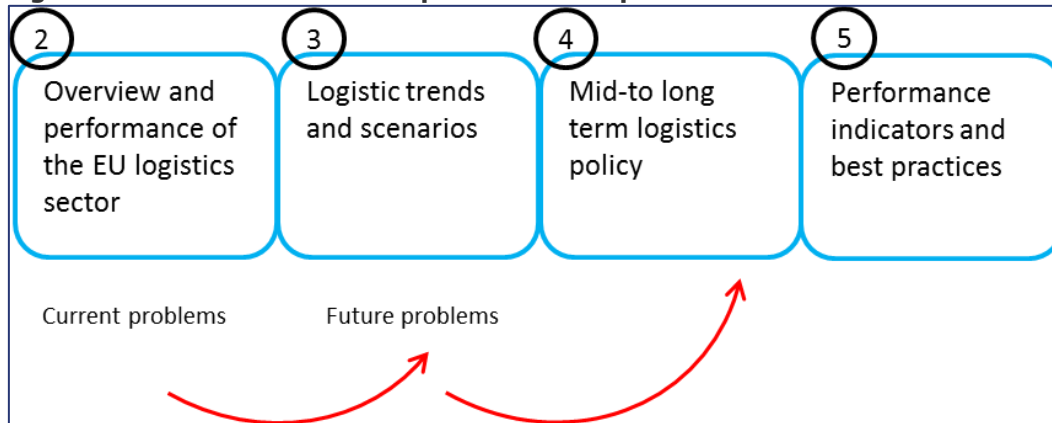 2
3
4
5
Overview and
performance of
the EU logistics
sector
Logistic trends
and scenarios
Mid-to long
term logistics
policy
Performance
indicators and
best practices
Current problems
Future problems